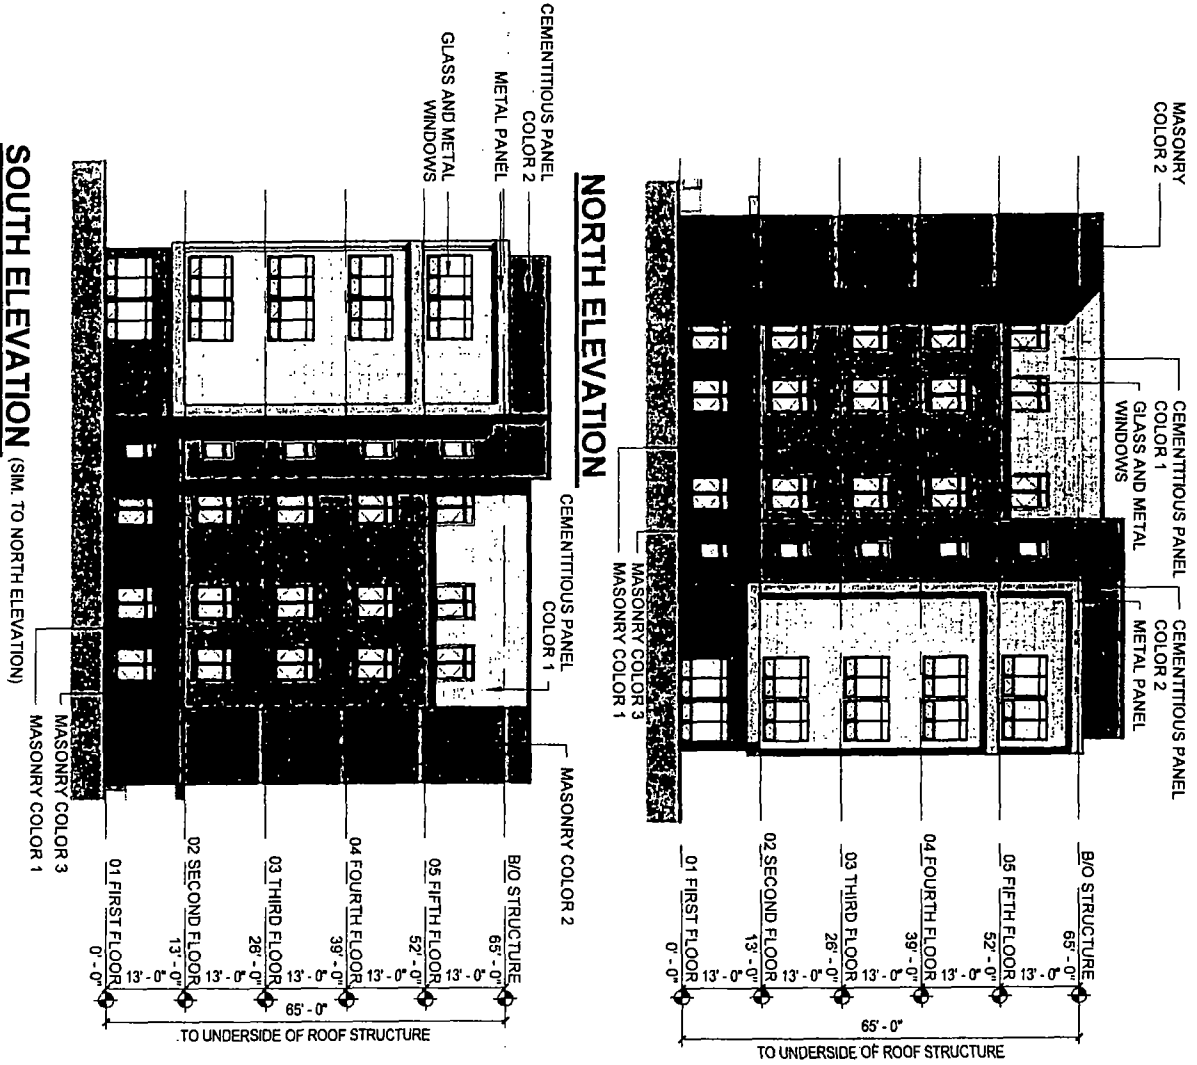 MASONRY
COLOR 2
CEMENTITIOUS PANEL
COLOR 1
GLASS AND METAL
WINDOWS
CEMENTITIOUS PANEL
COLOR 2
METAL PANEL
MASONRY COLOR 3
MASONRY COLOR 1
B/O STRUCTURE
65' - 0"
05 FIFTH FLOOR
52' - 0"
04 FOURTH FLOOR
39' - 0"
03 THIRD FLOOR
26' - 0"
02 SECOND FLOOR
13' - 0"
01 FIRST FLOOR
0' - 0"
13' - 0"
13' - 0"
13' - 0"
13' - 0"
13' - 0"
65' - 0"
TO UNDERSIDE OF ROOF STRUCTURE
NORTH ELEVATION
CEMENTITIOUS PANEL
COLOR 2
METAL PANEL
GLASS AND METAL
WINDOWS
CEMENTITIOUS PANEL
COLOR 1
MASONRY COLOR 2
MASONRY COLOR 3
MASONRY COLOR 1
B/O STRUCTURE
65' - 0"
05 FIFTH FLOOR
52' - 0"
04 FOURTH FLOOR
39' - 0"
03 THIRD FLOOR
26' - 0"
02 SECOND FLOOR
13' - 0"
01 FIRST FLOOR
0' - 0"
13' - 0"
13' - 0"
13' - 0"
13' - 0"
13' - 0"
65' - 0"
TO UNDERSIDE OF ROOF STRUCTURE
SOUTH ELEVATION (SIM. TO NORTH ELEVATION)